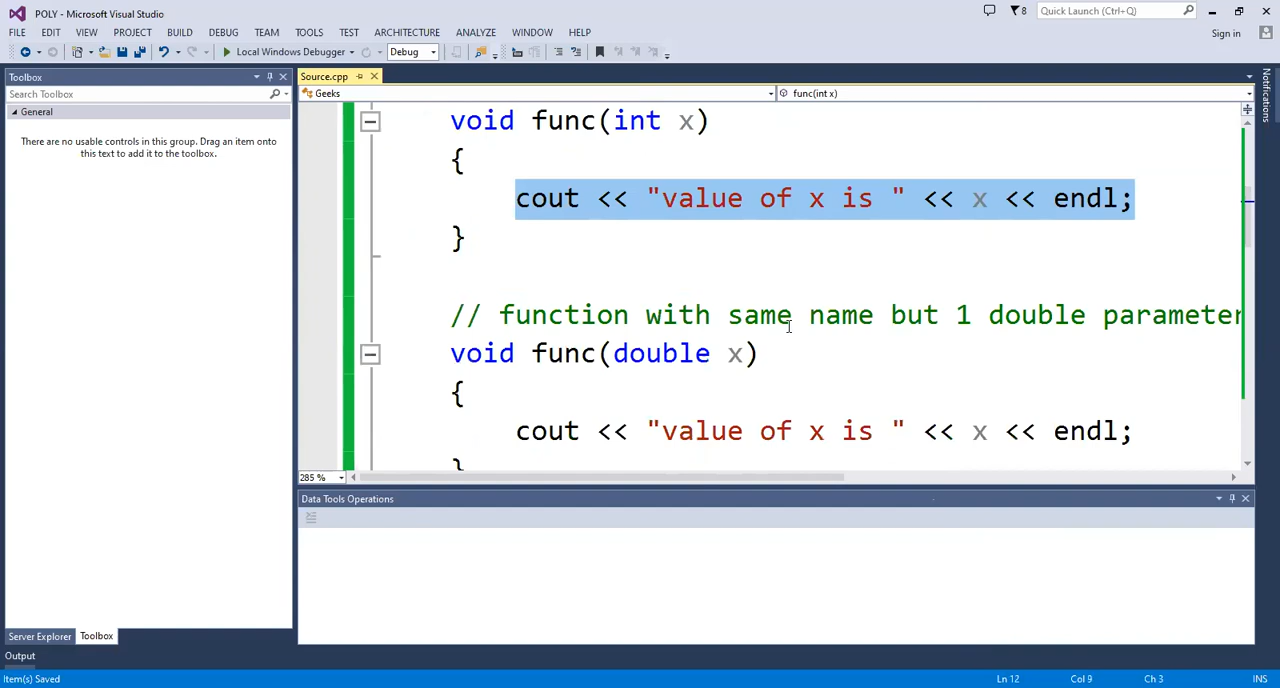 POLY - Microsoft Visual Studio
8
Quick Launch (Ctrl+Q)
FILE EDIT VIEW PROJECT BUILD DEBUG TEAM TOOLS TEST ARCHITECTURE ANALYZE WINDOW HELP
Sign in
Local Windows Debugger
Debug
Toolbox
Search Toolbox
General
There are no usable controls in this group. Drag an item onto
this text to add it to the toolbox.
Server Explorer Toolbox
Source.cpp
Geeks
func(int x)
void func(int x)
{
cout << "value of x is " << x << endl;
}
// function with same name but 1 double parameter
void func(double x)
{
cout << "value of x is " << x << endl;
}
285 %
Data Tools Operations
Notifications
Output
Item(s) Saved
Ln 12
Col 9
Ch 3
INS